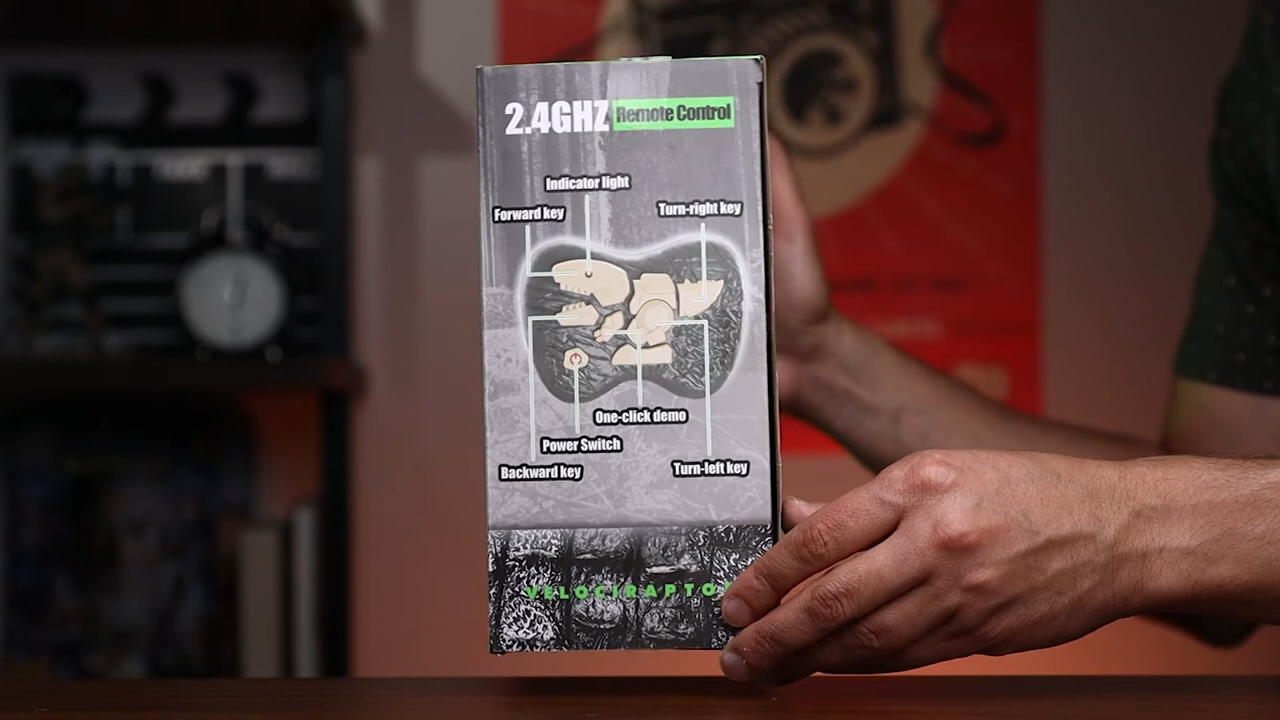 2.4GHZ Remote Control
Indicator light
Forward key
Turn-right key
One-click demo
Power Switch
Backward key
Turn-left key
VELOCIRAPTO